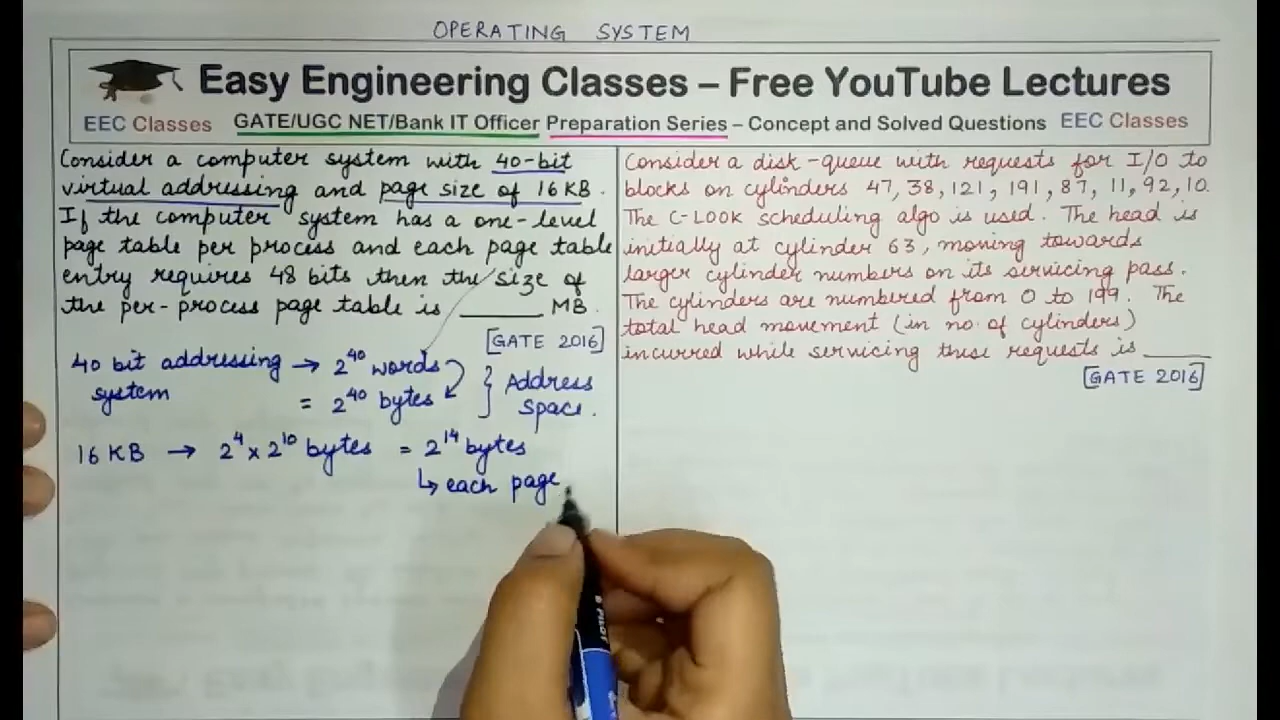 OPERATING SYSTEM
Easy Engineering Classes – Free YouTube Lectures
EEC Classes GATE/UGC NET/Bank IT Officer Preparation Series – Concept and Solved Questions EEC Classes
Consider a computer system with 40-bit
virtual addressing and page size of 16 KB.
If the computer system has a one-level
page table per process and each page table
entry requires 48 bits then the size of
the per-process page table is ______ MB.
[GATE 2016]
40 bit addressing → 2^40 words
system = 2^40 bytes } Address Space.
16 KB → 2^4 x 2^10 bytes = 2^14 bytes
↳ each page
Consider a disk-queue with requests for I/O to
blocks on cylinders 47, 38, 121, 191, 87, 11, 92, 10.
The C-LOOK scheduling algo is used. The head is
initially at cylinder 63, moving towards
larger cylinder numbers on its servicing pass.
The cylinders are numbered from 0 to 199. The
total head movement (in no. of cylinders)
incurred while servicing these requests is ______
[GATE 2016]
PILOT